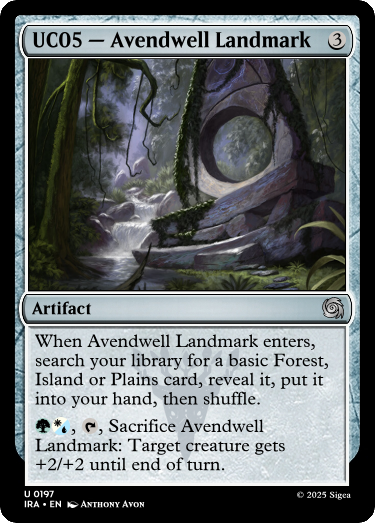 UC05 — Avendwell Landmark 3
Artifact
When Avendwell Landmark enters,
search your library for a basic Forest,
Island or Plains card, reveal it, put it
into your hand, then shuffle.
, , Sacrifice Avendwell
Landmark: Target creature gets
+2/+2 until end of turn.
U 0197
IRA • EN Anthony Avon
© 2025 Sigea